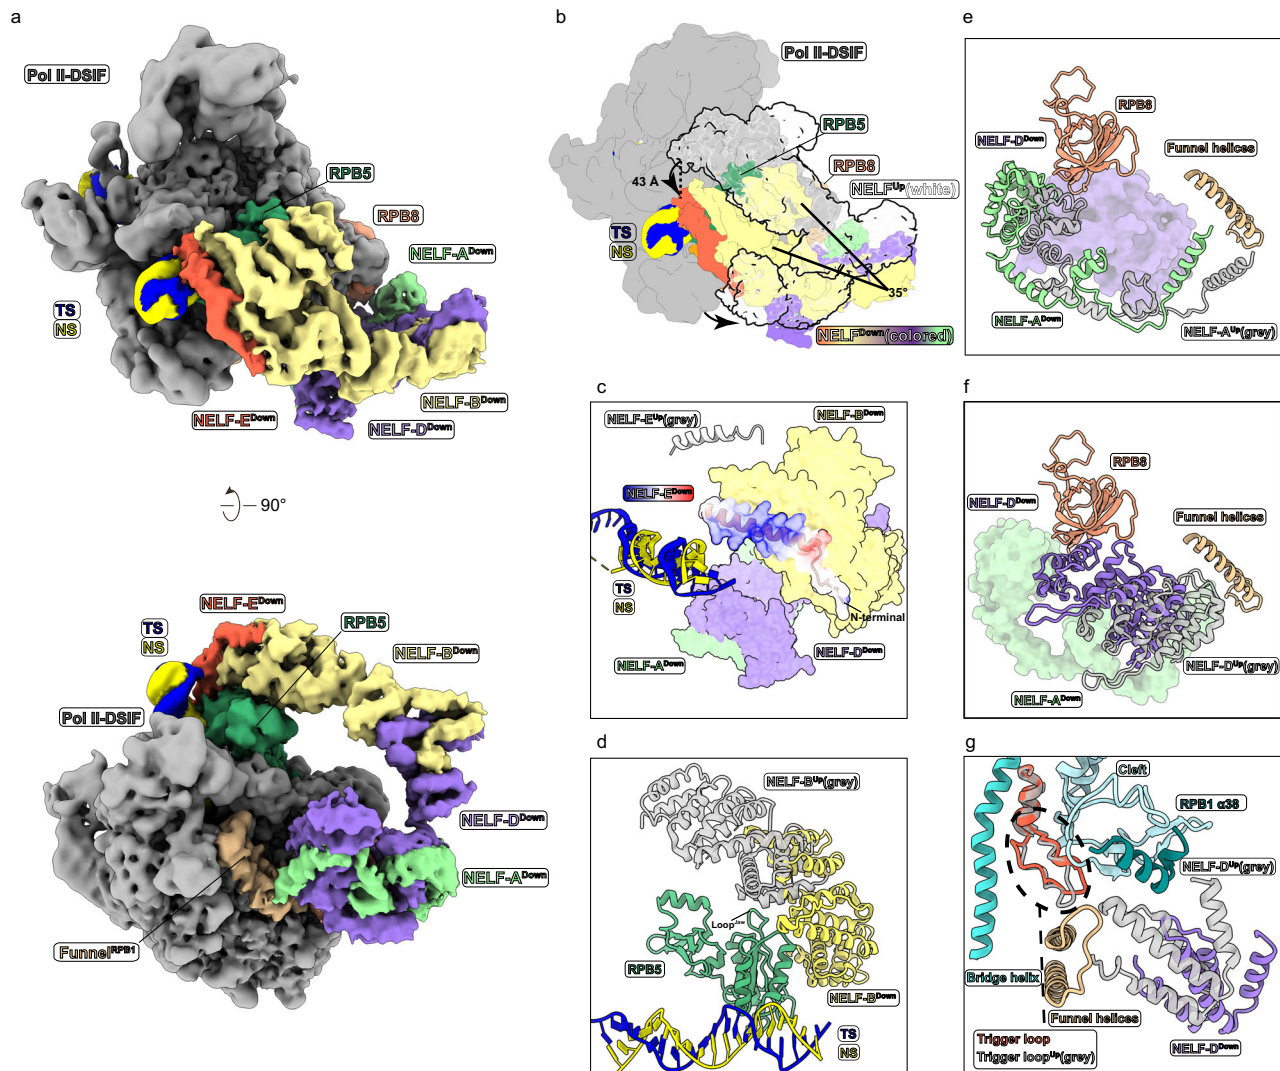 a
Pol II-DSIF
RPB5
RPB8
NELF-A^Down
TS
NS
NELF-B^Down
NELF-E^Down
NELF-D^Down
90°
NELF-E^Down
TS
NS
RPB5
NELF-B^Down
Pol II-DSIF
NELF-D^Down
NELF-A^Down
Funnel^RPB1
b
Pol II-DSIF
RPB5
RPB8
43 Å
NELF^Up(white)
TS
NS
35°
NELF^Down(colored)
c
NELF-E^Up(grey)
NELF-B^Down
NELF-E^Down
TS
NS
N-terminal
NELF-A^Down
NELF-D^Down
d
NELF-B^Up(grey)
Loop^Jaw
RPB5
NELF-B^Down
TS
NS
e
RPB8
NELF-D^Down
Funnel helices
NELF-A^Down
NELF-A^Up(grey)
f
RPB8
NELF-D^Down
Funnel helices
NELF-D^Up(grey)
NELF-A^Down
g
Cleft
RPB1 α38
NELF-D^Up(grey)
Bridge helix
Funnel helices
Trigger loop
Trigger loop^Up(grey)
NELF-D^Down